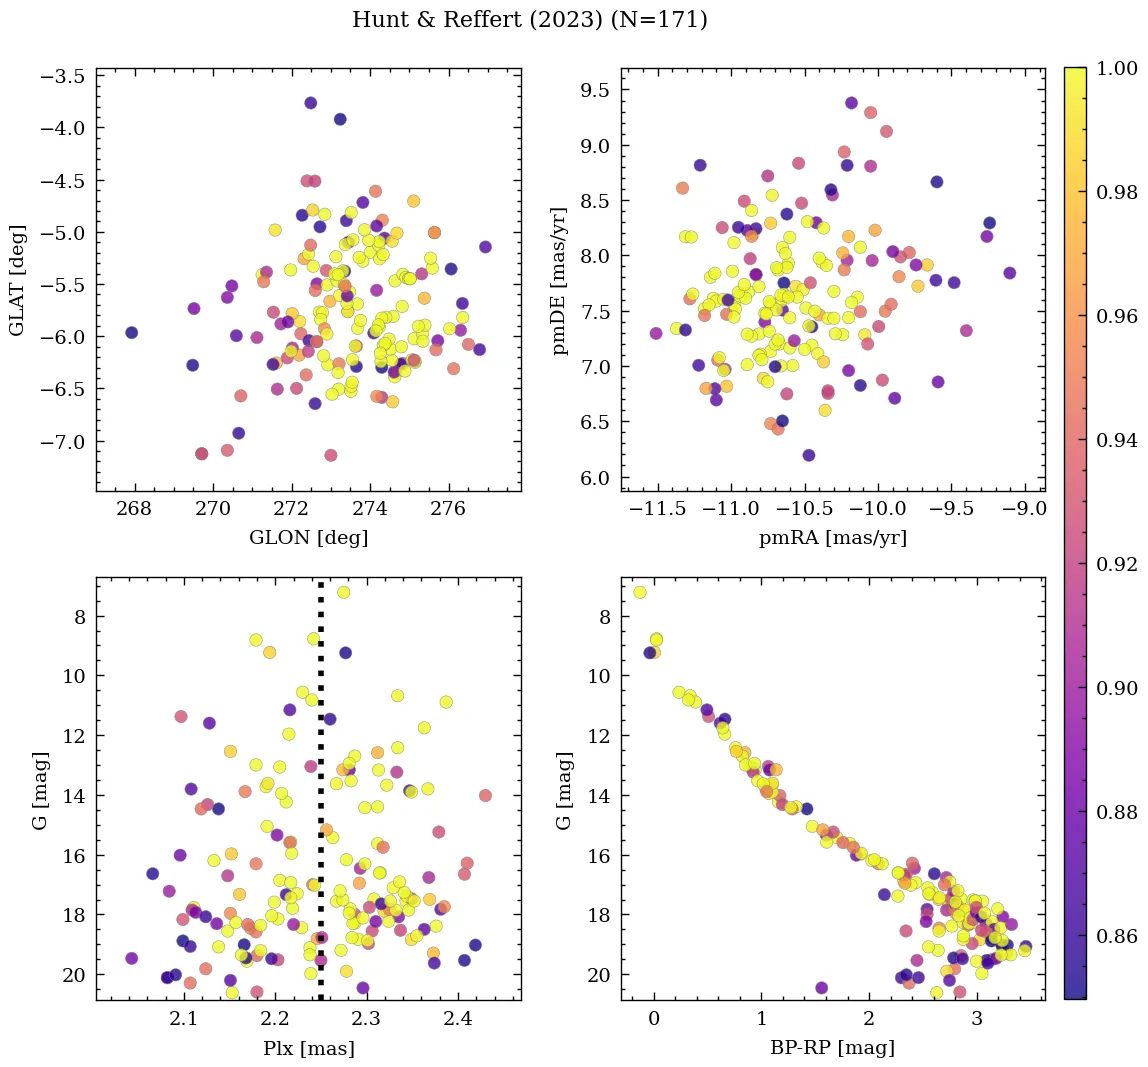 Hunt & Reffert (2023) (N=171)
−3.5
−4.0
−4.5
−5.0
−5.5
−6.0
−6.5
−7.0
GLAT [deg]
268 270 272 274 276
GLON [deg]
9.5
9.0
8.5
8.0
7.5
7.0
6.5
6.0
pmDE [mas/yr]
−11.5 −11.0 −10.5 −10.0 −9.5 −9.0
pmRA [mas/yr]
8
10
12
14
16
18
20
G [mag]
2.1 2.2 2.3 2.4
Plx [mas]
8
10
12
14
16
18
20
G [mag]
0 1 2 3
BP-RP [mag]
1.00
0.98
0.96
0.94
0.92
0.90
0.88
0.86